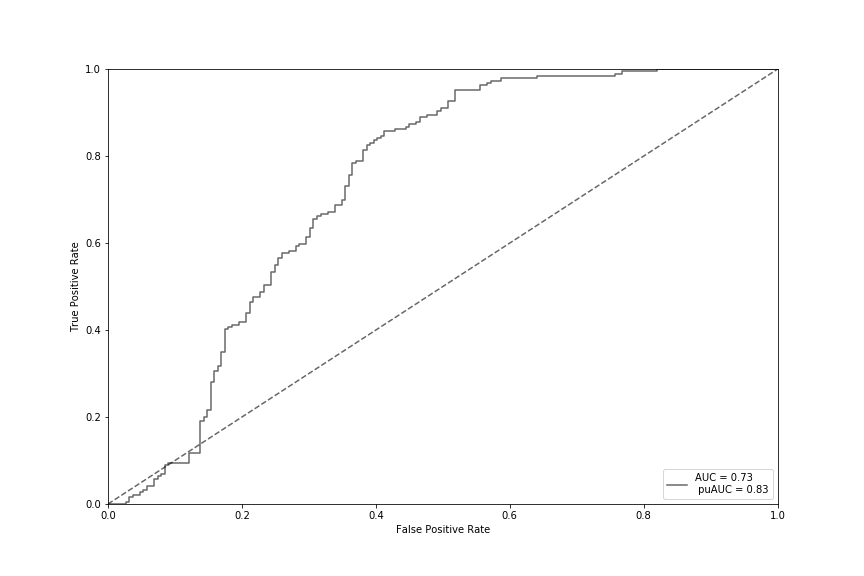 1.0
0.8
0.6
0.4
0.2
0.0
True Positive Rate
0.0 0.2 0.4 0.6 0.8 1.0
False Positive Rate
AUC = 0.73
puAUC = 0.83